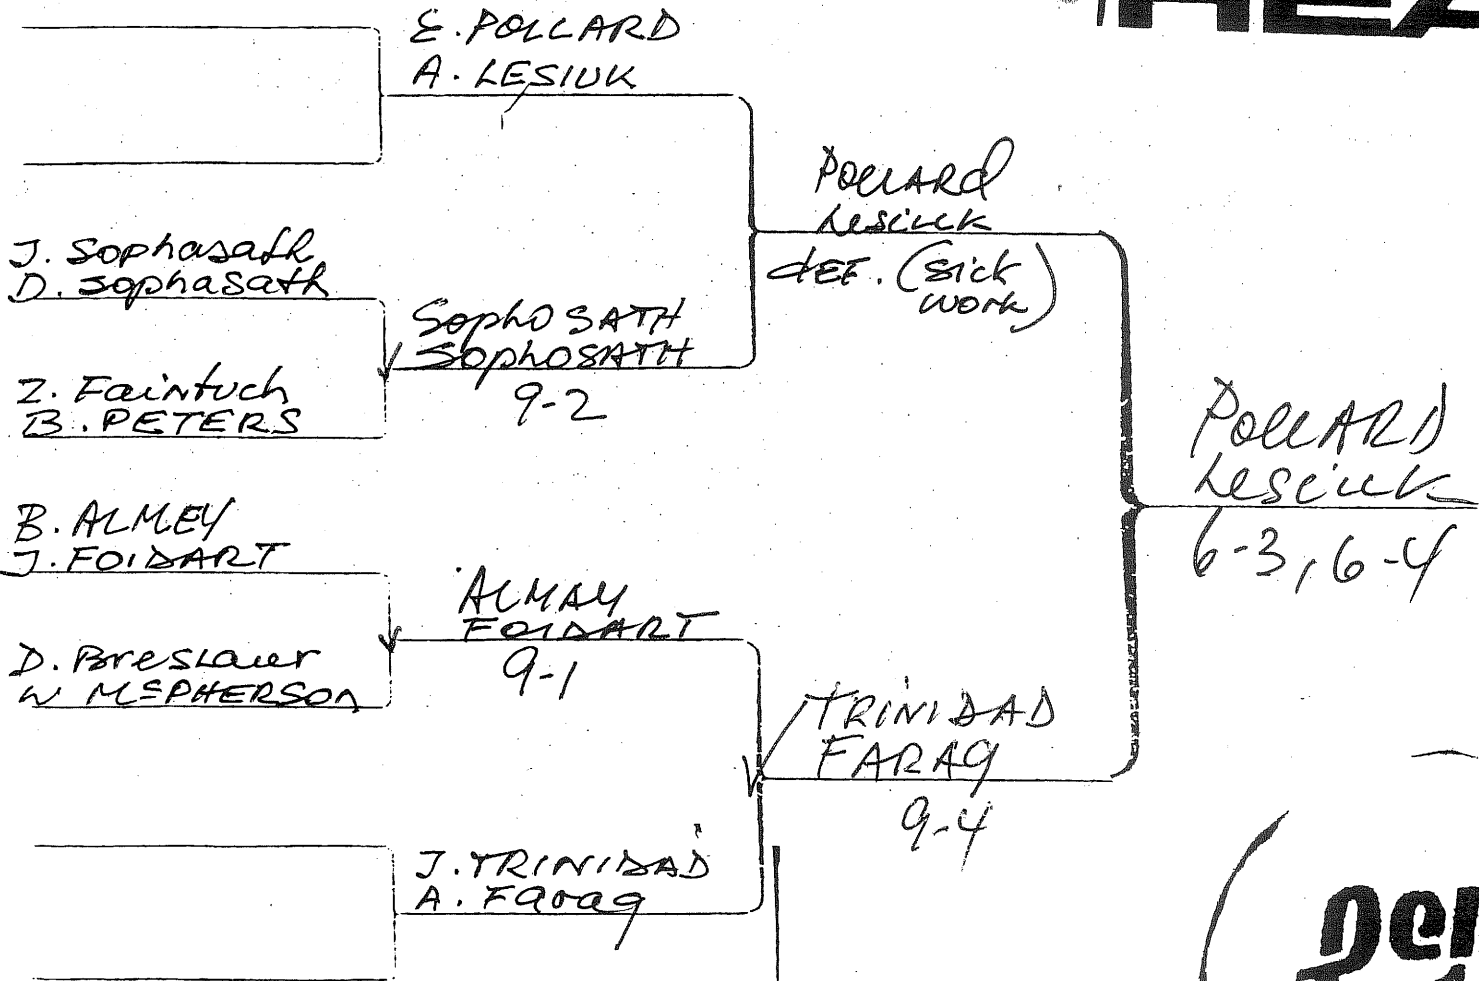 E. POLLARD
A. LESIUK
J. Sophasath
D. Sophasath
Z. Faintuch
B. PETERS
B. ALMEY
J. FOIDART
D. Breslauer
W McPHERSON
SophoSATH
SophoSATH
9-2
ALMAY
FOIDART
9-1
J. TRINIDAD
A. Farag
POLLARd
Lesiuk
dEF. (Sick
work)
TRINIDAD
FARAg
9-4
POLLARD
Lesiuk
6-3, 6-4
HEA